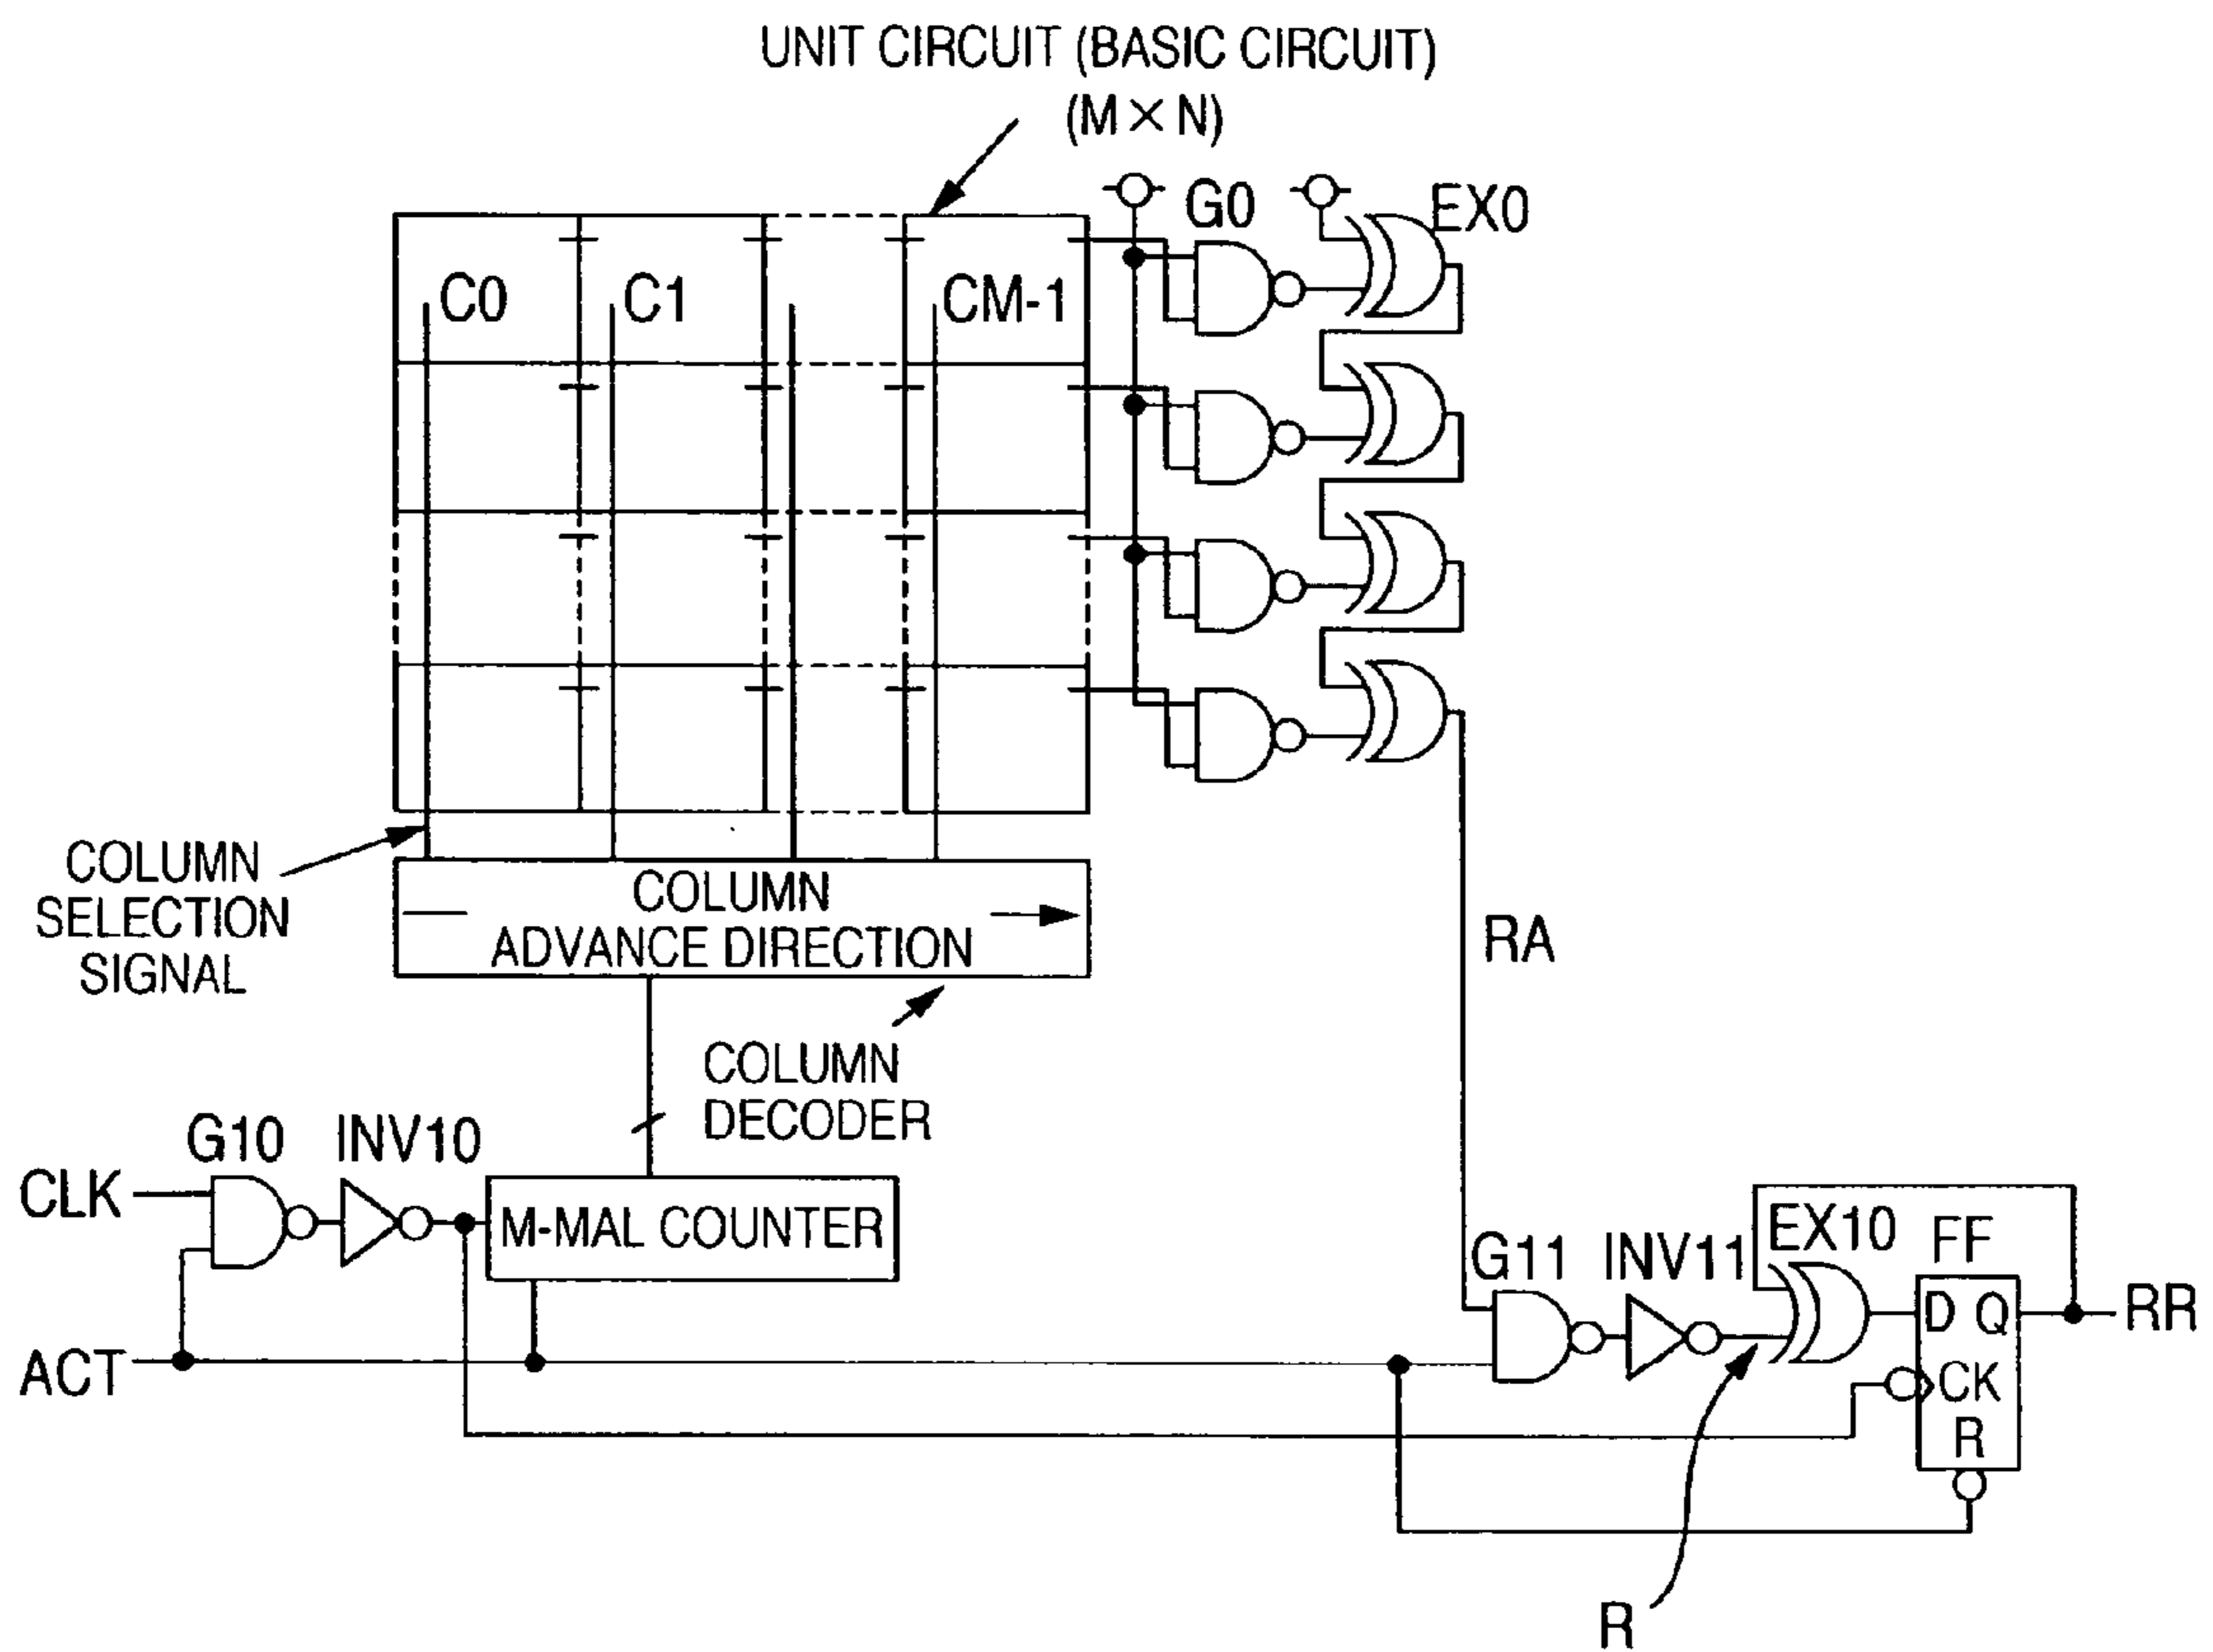 UNIT CIRCUIT (BASIC CIRCUIT)
(M×N)
G0
EX0
C0
C1
CM-1
COLUMN
SELECTION
SIGNAL
COLUMN
ADVANCE DIRECTION
RA
COLUMN
DECODER
G10
INV10
CLK
M-MAL COUNTER
ACT
G11
INV11
EX10
FF
D
Q
RR
CK
R
R